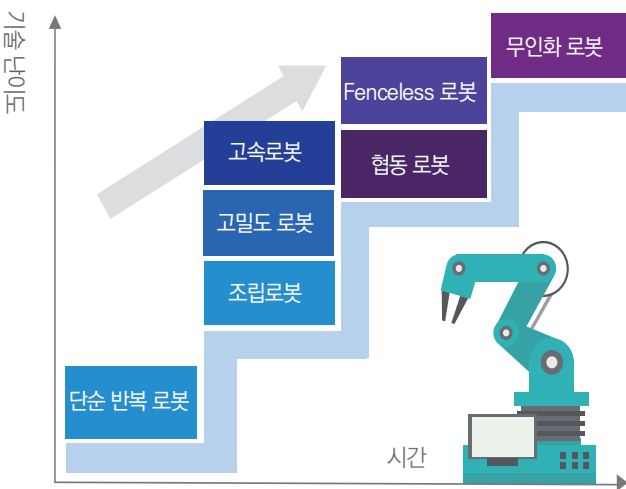 기술 난이도
무인화 로봇
Fenceless 로봇
협동 로봇
고속로봇
고밀도 로봇
조립로봇
단순 반복 로봇
시간